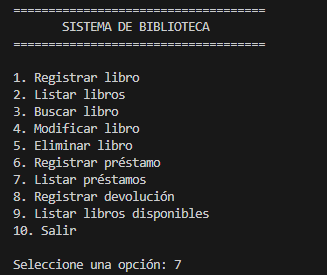 ====================================
SISTEMA DE BIBLIOTECA
====================================
1. Registrar libro
2. Listar libros
3. Buscar libro
4. Modificar libro
5. Eliminar libro
6. Registrar préstamo
7. Listar préstamos
8. Registrar devolución
9. Listar libros disponibles
10. Salir
Seleccione una opción: 7